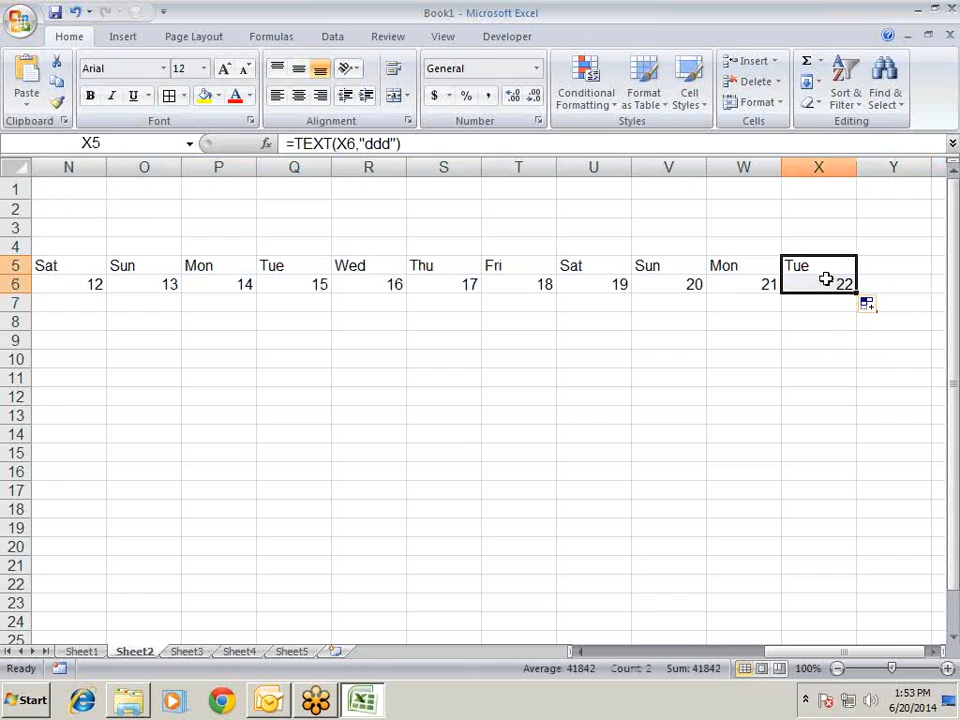 Book1 - Microsoft Excel
Home Insert Page Layout Formulas Data Review View Developer
Paste
Arial 12
B I U
A
General
$ % ,
Conditional Formatting
Format as Table
Cell Styles
Insert
Delete
Format
Σ
Sort & Filter
Find & Select
Clipboard Font Alignment Number Styles Cells Editing
X5 fx =TEXT(X6,"ddd")
N O P Q R S T U V W X Y
1
2
3
4
5 Sat Sun Mon Tue Wed Thu Fri Sat Sun Mon Tue
6 12 13 14 15 16 17 18 19 20 21 22
7
8
9
10
11
12
13
14
15
16
17
18
19
20
21
22
23
24
25
Sheet1 Sheet2 Sheet3 Sheet4 Sheet5
Ready Average: 41842 Count: 2 Sum: 41842 100%
Start 1:53 PM
6/20/2014